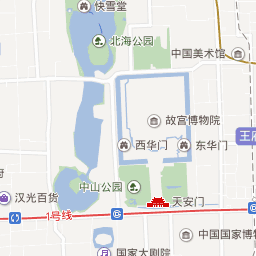 快雪堂
北海公园
中国美术馆
故宫博物院
西华门
东华门
王府
府
中山公园
汉光百货
天安门
1号线
中国国家博物
国家大剧院